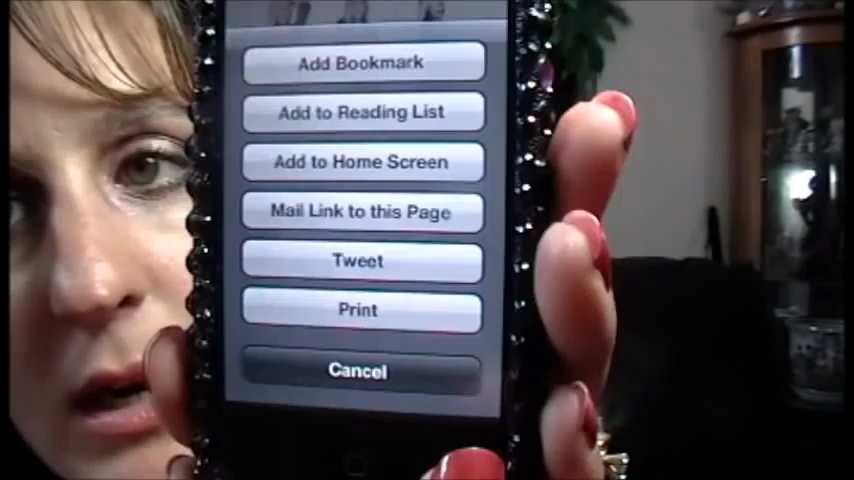 Add Bookmark
Add to Reading List
Add to Home Screen
Mail Link to this Page
Tweet
Print
Cancel